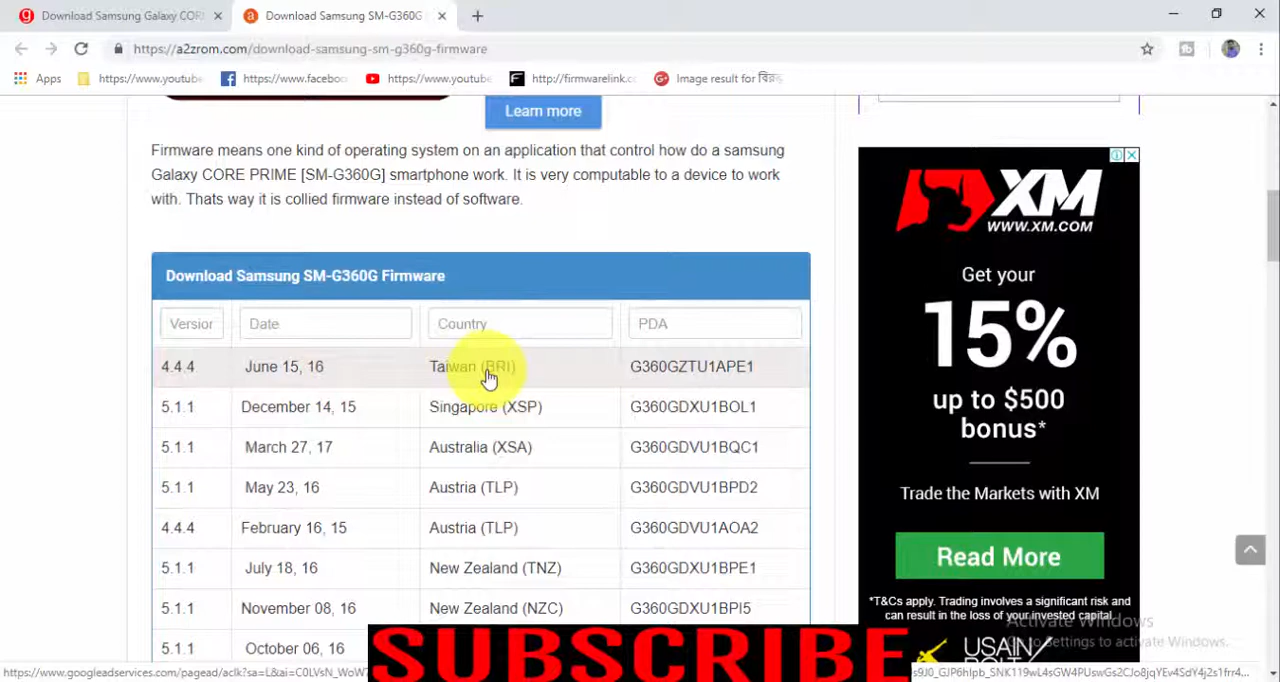 Download Samsung Galaxy CORE
Download Samsung SM-G360G
https://a2zrom.com/download-samsung-sm-g360g-firmware
Apps
https://www.youtube
https://www.faceboo
https://www.youtube
http://firmwarelink.c
Image result for
Learn more
Firmware means one kind of operating system on an application that control how do a samsung
Galaxy CORE PRIME [SM-G360G] smartphone work. It is very computable to a device to work
with. Thats way it is collied firmware instead of software.
Download Samsung SM-G360G Firmware
Version Date Country PDA
4.4.4 June 15, 16 Taiwan (BRI) G360GZTU1APE1
5.1.1 December 14, 15 Singapore (XSP) G360GDXU1BOL1
5.1.1 March 27, 17 Australia (XSA) G360GDVU1BQC1
5.1.1 May 23, 16 Austria (TLP) G360GDVU1BPD2
4.4.4 February 16, 15 Austria (TLP) G360GDVU1AOA2
5.1.1 July 18, 16 New Zealand (TNZ) G360GDXU1BPE1
5.1.1 November 08, 16 New Zealand (NZC) G360GDXU1BPI5
5.1.1 October 06, 16
XM
WWW.XM.COM
Get your
15%
up to $500
bonus*
Trade the Markets with XM
Read More
*T&Cs apply. Trading involves a significant risk and
can result in the loss of your invested capital.
Activate Windows
Go to Settings to activate Windows.
USAIN
BOLT
SUBSCRIBE
https://www.googleadservices.com/pagead/aclk?sa=L&ai=